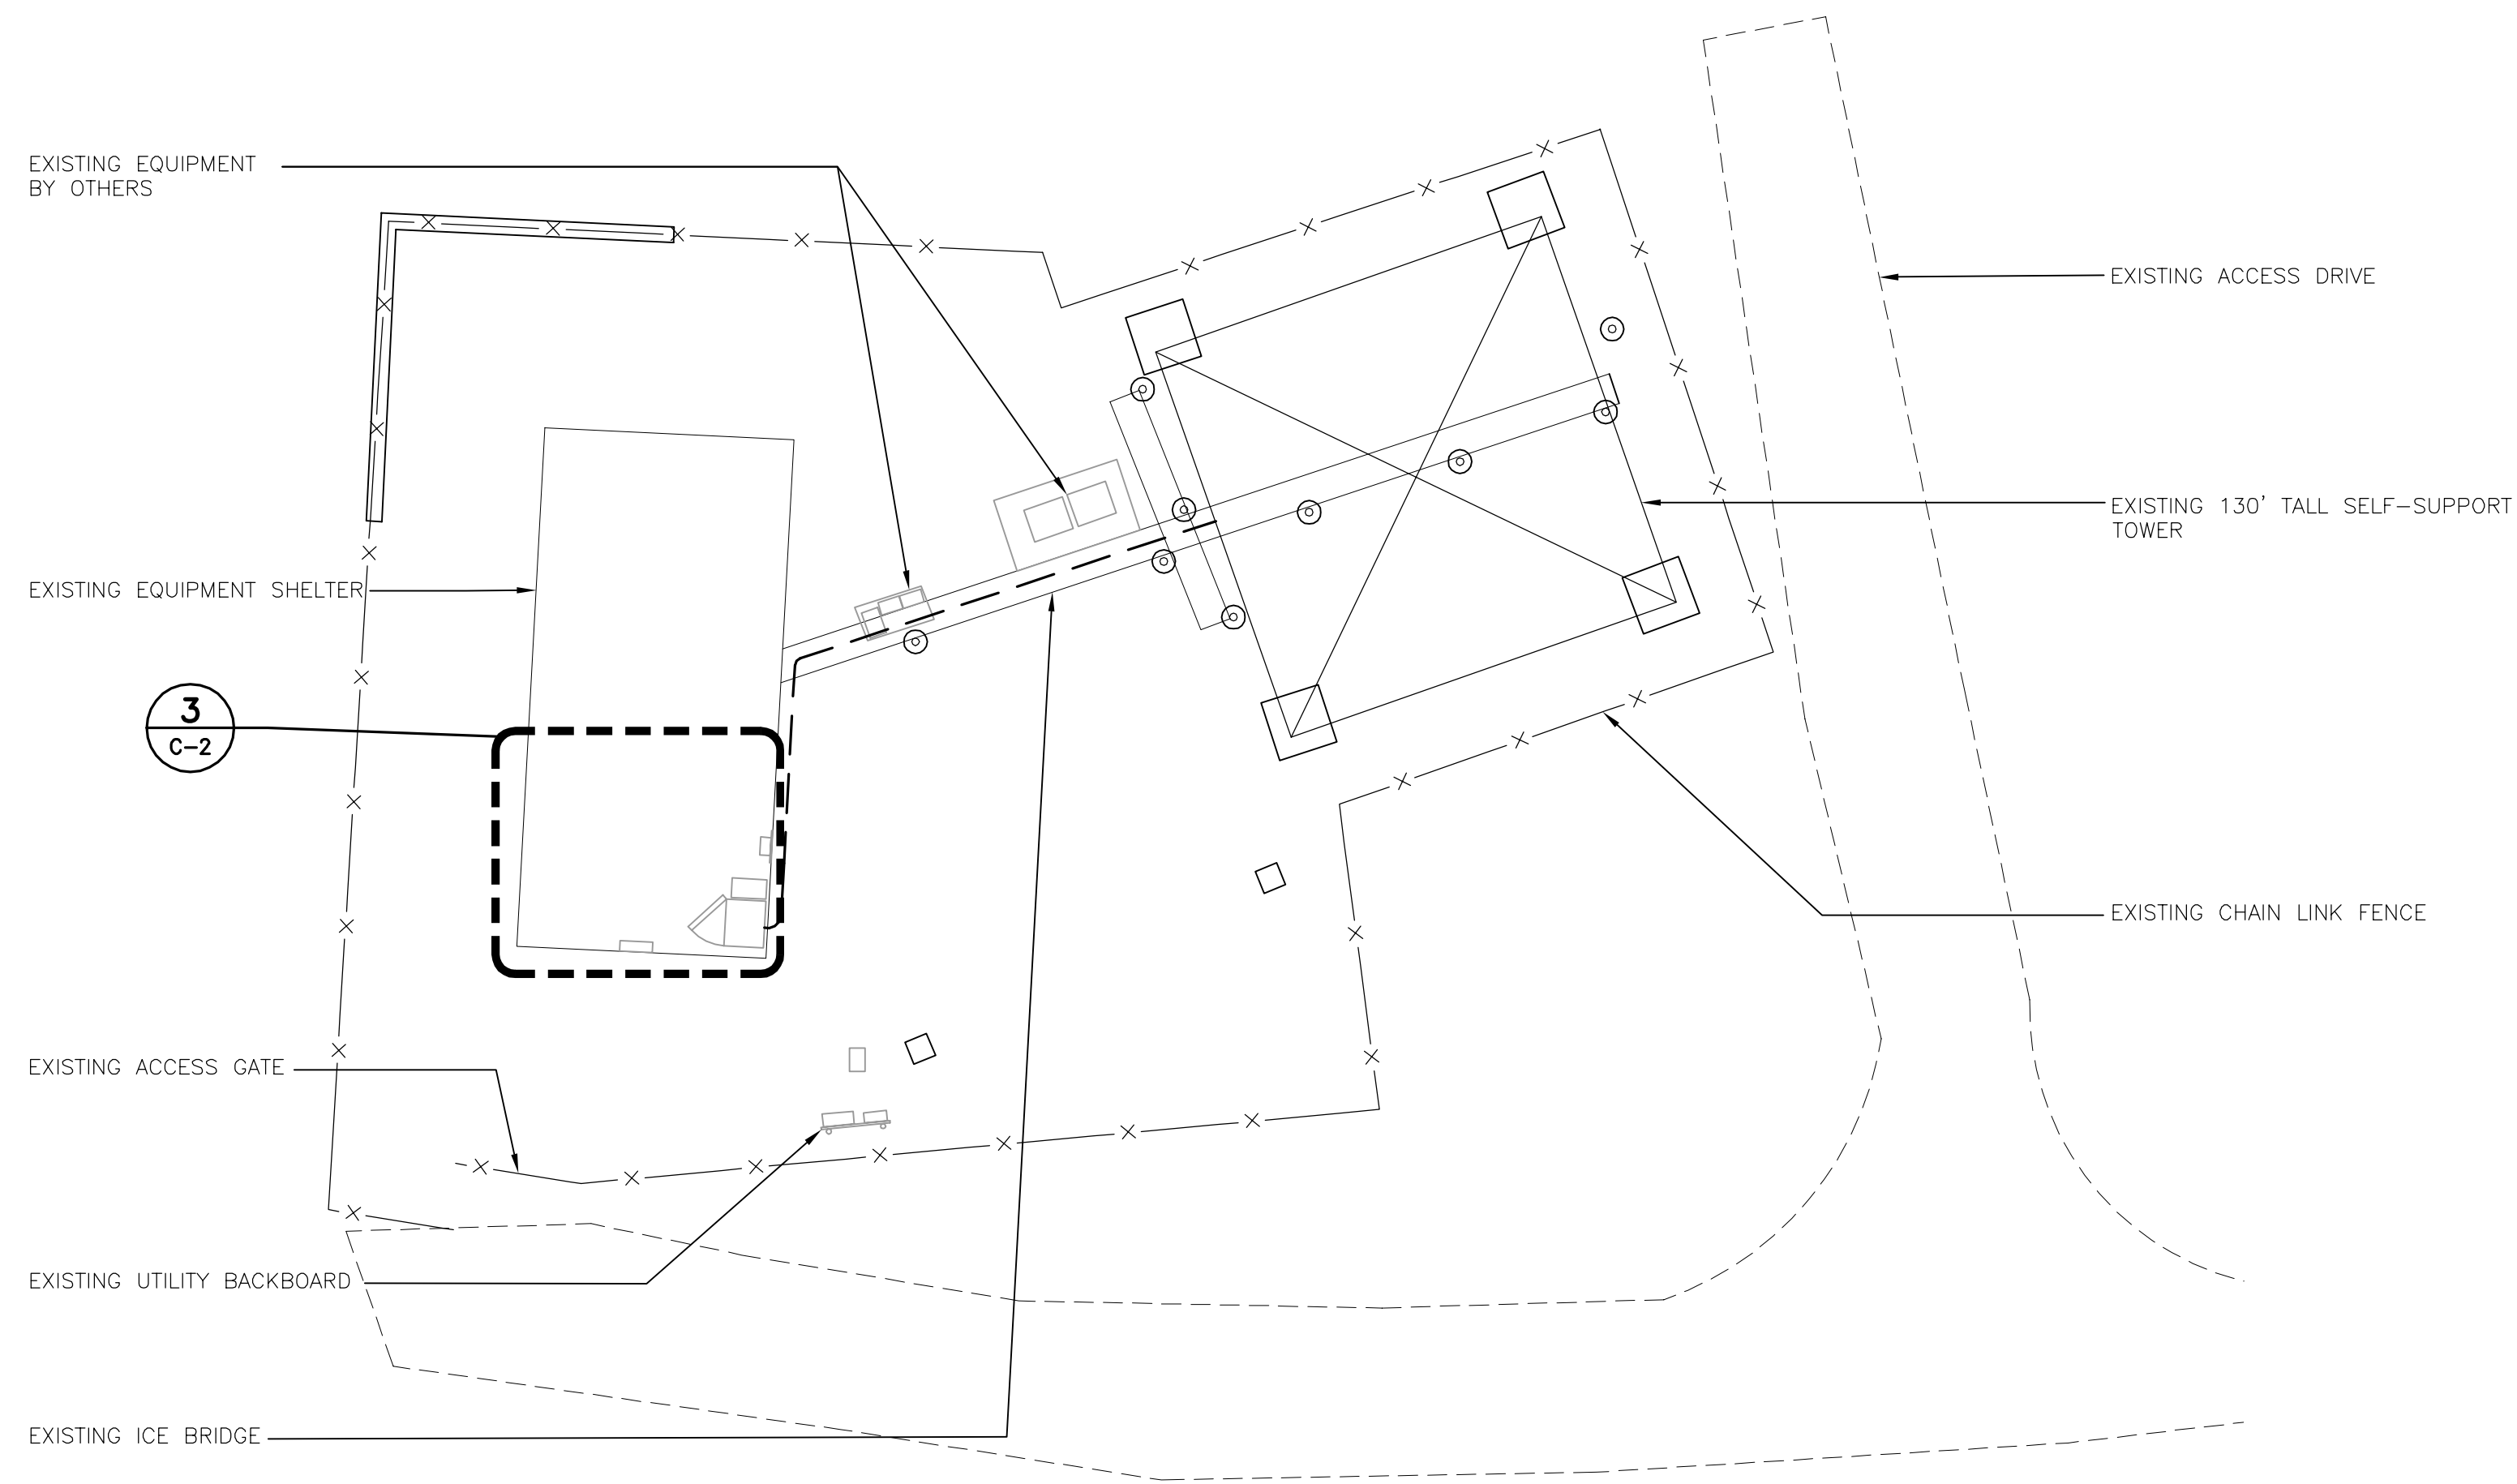 EXISTING EQUIPMENT
BY OTHERS
EXISTING ACCESS DRIVE
EXISTING 130' TALL SELF-SUPPORT
TOWER
EXISTING EQUIPMENT SHELTER
3
C-2
EXISTING CHAIN LINK FENCE
EXISTING ACCESS GATE
EXISTING UTILITY BACKBOARD
EXISTING ICE BRIDGE